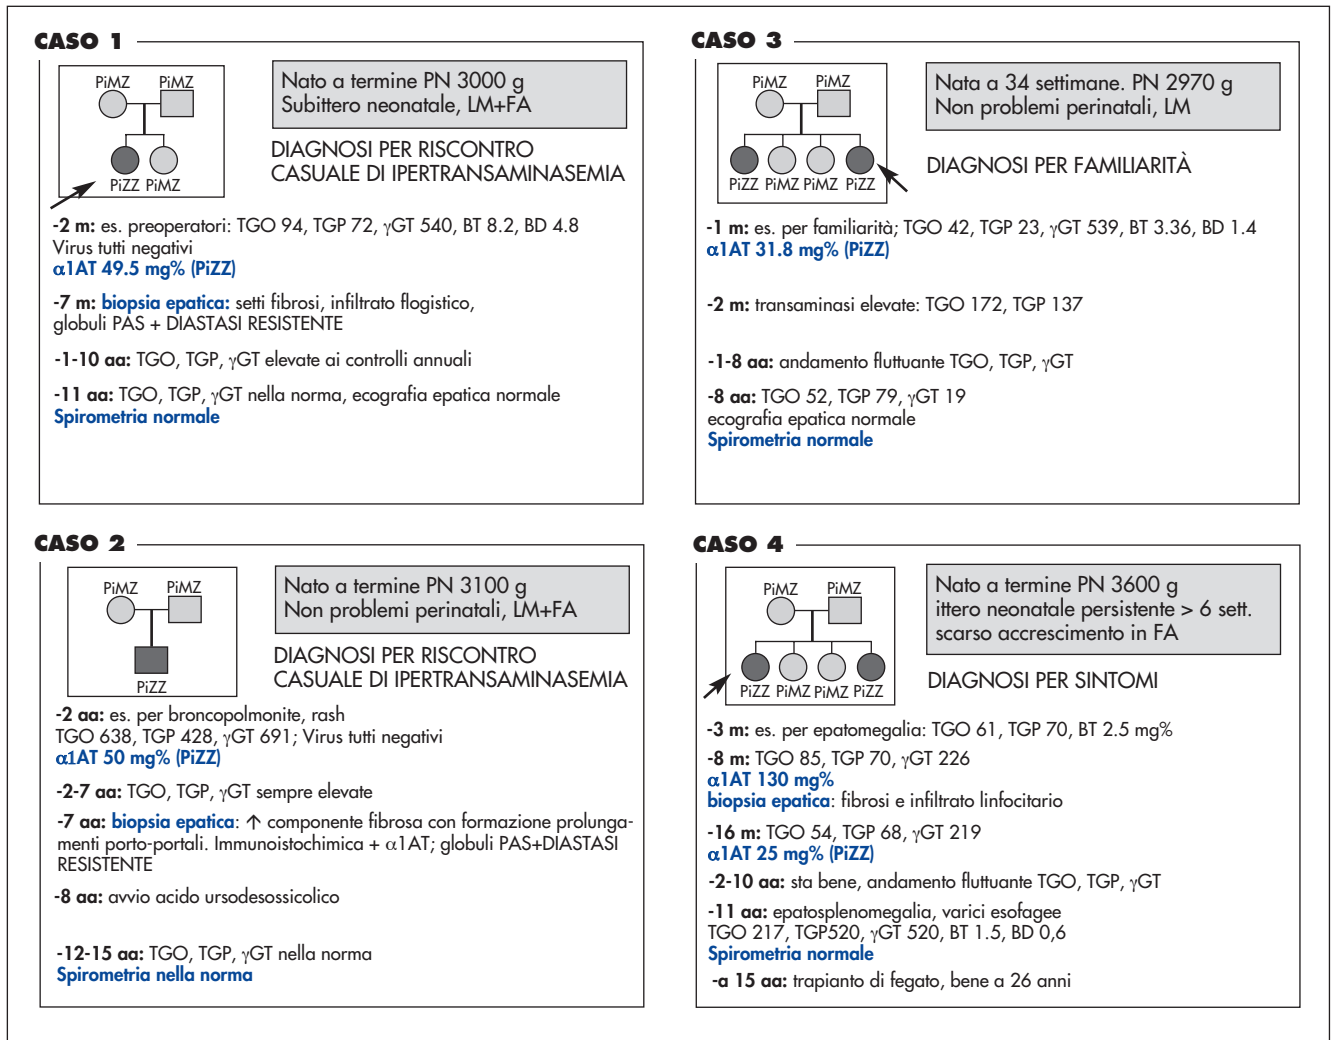 CASO 1
PiMZ PiMZ
PiZZ PiMZ
Nato a termine PN 3000 g
Subittero neonatale, LM+FA
DIAGNOSI PER RISCONTRO
CASUALE DI IPERTRANSAMINASEMIA
-2 m: es. preoperatori: TGO 94, TGP 72, γGT 540, BT 8.2, BD 4.8
Virus tutti negativi
α1AT 49.5 mg% (PiZZ)
-7 m: biopsia epatica: setti fibrosi, infiltrato flogistico,
globuli PAS + DIASTASI RESISTENTE
-1-10 aa: TGO, TGP, γGT elevate ai controlli annuali
-11 aa: TGO, TGP, γGT nella norma, ecografia epatica normale
Spirometria normale
CASO 2
PiMZ PiMZ
PiZZ
Nato a termine PN 3100 g
Non problemi perinatali, LM+FA
DIAGNOSI PER RISCONTRO
CASUALE DI IPERTRANSAMINASEMIA
-2 aa: es. per broncopolmonite, rash
TGO 638, TGP 428, γGT 691; Virus tutti negativi
α1AT 50 mg% (PiZZ)
-2-7 aa: TGO, TGP, γGT sempre elevate
-7 aa: biopsia epatica: ↑ componente fibrosa con formazione prolunga-
menti porto-portali. Immunoistochimica + α1AT; globuli PAS+DIASTASI
RESISTENTE
-8 aa: avvio acido ursodesossicolico
-12-15 aa: TGO, TGP, γGT nella norma
Spirometria nella norma
CASO 3
PiMZ PiMZ
PiZZ PiMZ PiMZ PiZZ
Nata a 34 settimane. PN 2970 g
Non problemi perinatali, LM
DIAGNOSI PER FAMILIARITÀ
-1 m: es. per familiarità; TGO 42, TGP 23, γGT 539, BT 3.36, BD 1.4
α1AT 31.8 mg% (PiZZ)
-2 m: transaminasi elevate: TGO 172, TGP 137
-1-8 aa: andamento fluttuante TGO, TGP, γGT
-8 aa: TGO 52, TGP 79, γGT 19
ecografia epatica normale
Spirometria normale
CASO 4
PiMZ PiMZ
PiZZ PiMZ PiMZ PiZZ
Nato a termine PN 3600 g
ittero neonatale persistente > 6 sett.
scarso accrescimento in FA
DIAGNOSI PER SINTOMI
-3 m: es. per epatomegalia: TGO 61, TGP 70, BT 2.5 mg%
-8 m: TGO 85, TGP 70, γGT 226
α1AT 130 mg%
biopsia epatica: fibrosi e infiltrato linfocitario
-16 m: TGO 54, TGP 68, γGT 219
α1AT 25 mg% (PiZZ)
-2-10 aa: sta bene, andamento fluttuante TGO, TGP, γGT
-11 aa: epatosplenomegalia, varici esofagee
TGO 217, TGP520, γGT 520, BT 1.5, BD 0,6
Spirometria normale
-a 15 aa: trapianto di fegato, bene a 26 anni